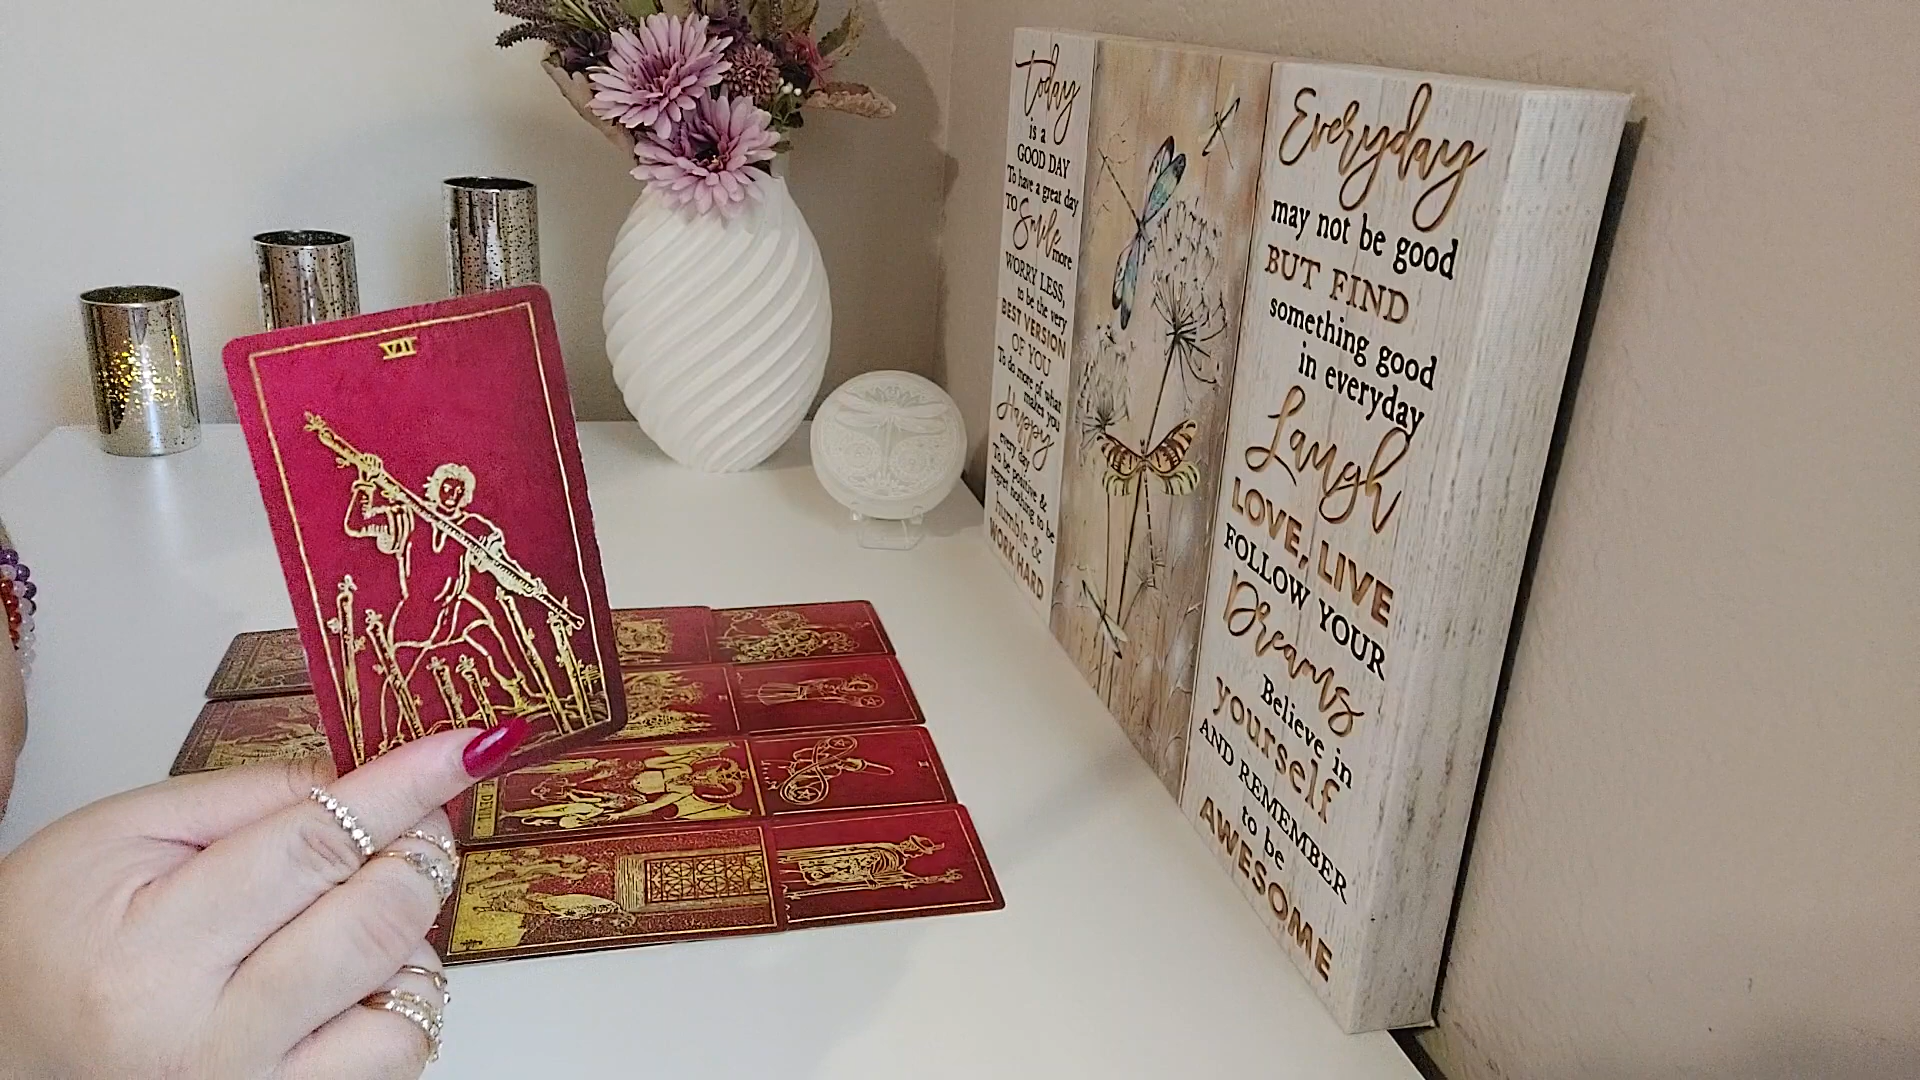 VII
today
is a
GOOD DAY
To have a great day
TO Smile more
WORRY LESS,
to be the very
BEST VERSION
OF YOU
To do more of what
makes you
Happy
every day
To be positive &
regret nothing to be
humble &
WORK HARD
Everyday
may not be good
BUT FIND
something good
in everyday
Laugh
LOVE, LIVE
FOLLOW YOUR
Dreams
Believe in
yourself
AND REMEMBER
to be
AWESOME
E DEVIL